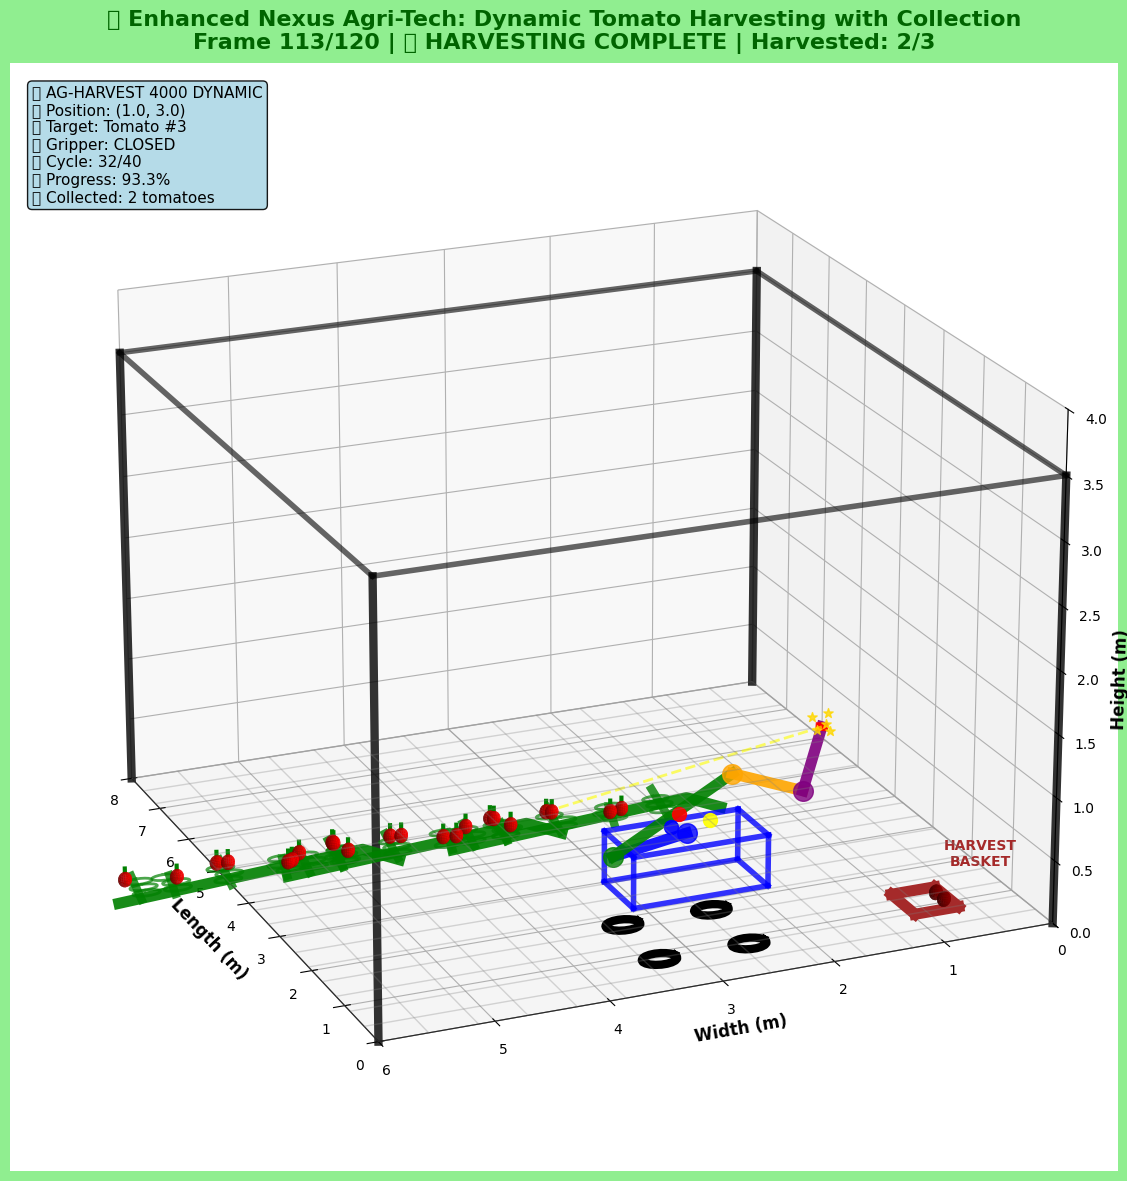 ▯ Enhanced Nexus Agri-Tech: Dynamic Tomato Harvesting with Collection
Frame 113/120 | ▯ HARVESTING COMPLETE | Harvested: 2/3
▯ AG-HARVEST 4000 DYNAMIC
▯ Position: (1.0, 3.0)
▯ Target: Tomato #3
▯ Gripper: CLOSED
▯ Cycle: 32/40
▯ Progress: 93.3%
▯ Collected: 2 tomatoes
4.0
3.5
3.0
2.5
2.0
1.5
1.0
0.5
0.0
Height (m)
HARVEST
BASKET
8
7
6
5
4
3
2
1
0
Length (m)
6
5
4
3
2
1
0
Width (m)